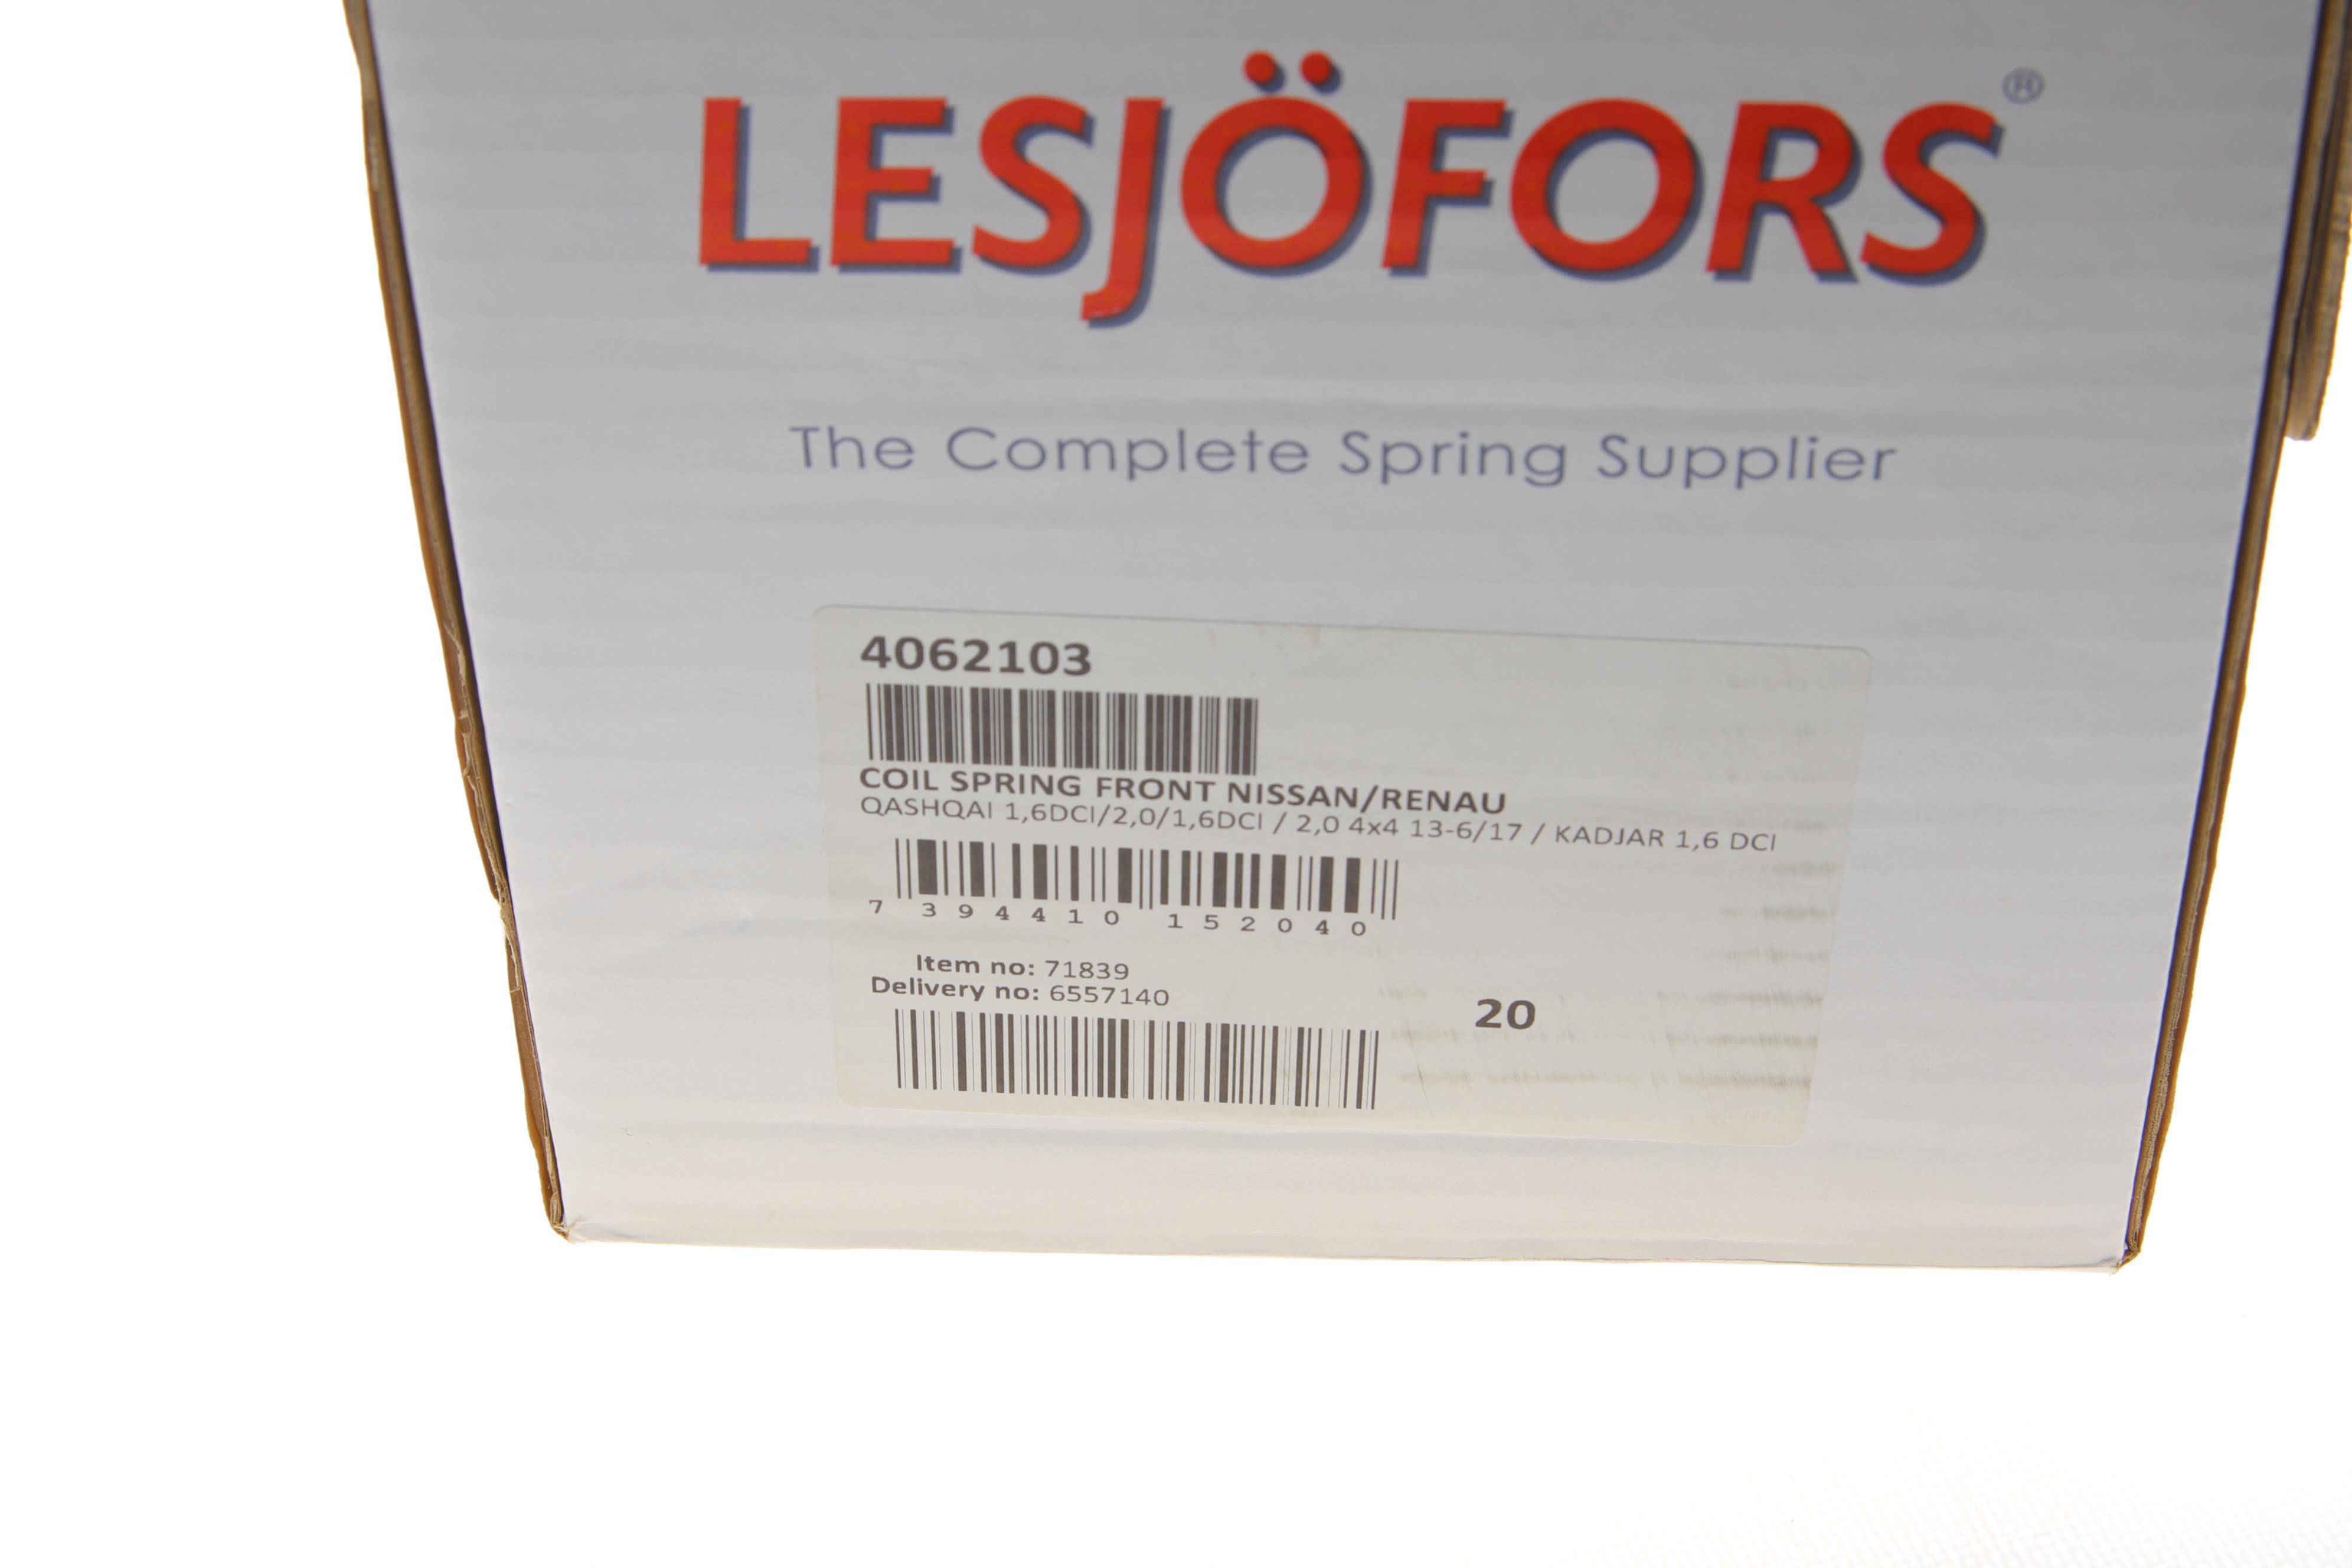 LESJÖFORS®
The Complete Spring Supplier
4062103
COIL SPRING FRONT NISSAN/RENAU
QASHQAI 1,6DCI/2,0/1,6DCI / 2,0 4x4 13-6/17 / KADJAR 1,6 DCI
7 394410 152040
Item no: 71839
Delivery no: 6557140
20